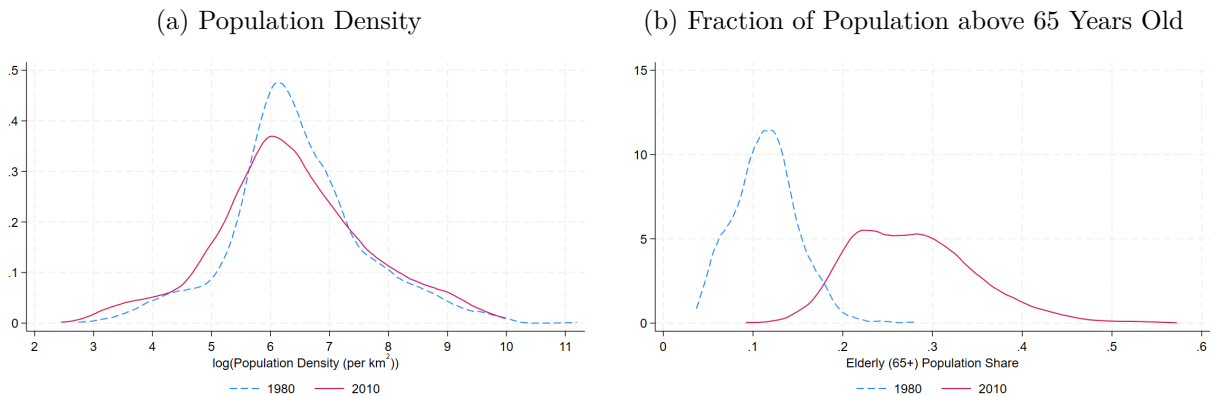 (a) Population Density
.5
.4
.3
.2
.1
0
2 3 4 5 6 7 8 9 10 11
log(Population Density (per km²))
1980 2010
(b) Fraction of Population above 65 Years Old
15
10
5
0
0 .1 .2 .3 .4 .5 .6
Elderly (65+) Population Share
1980 2010